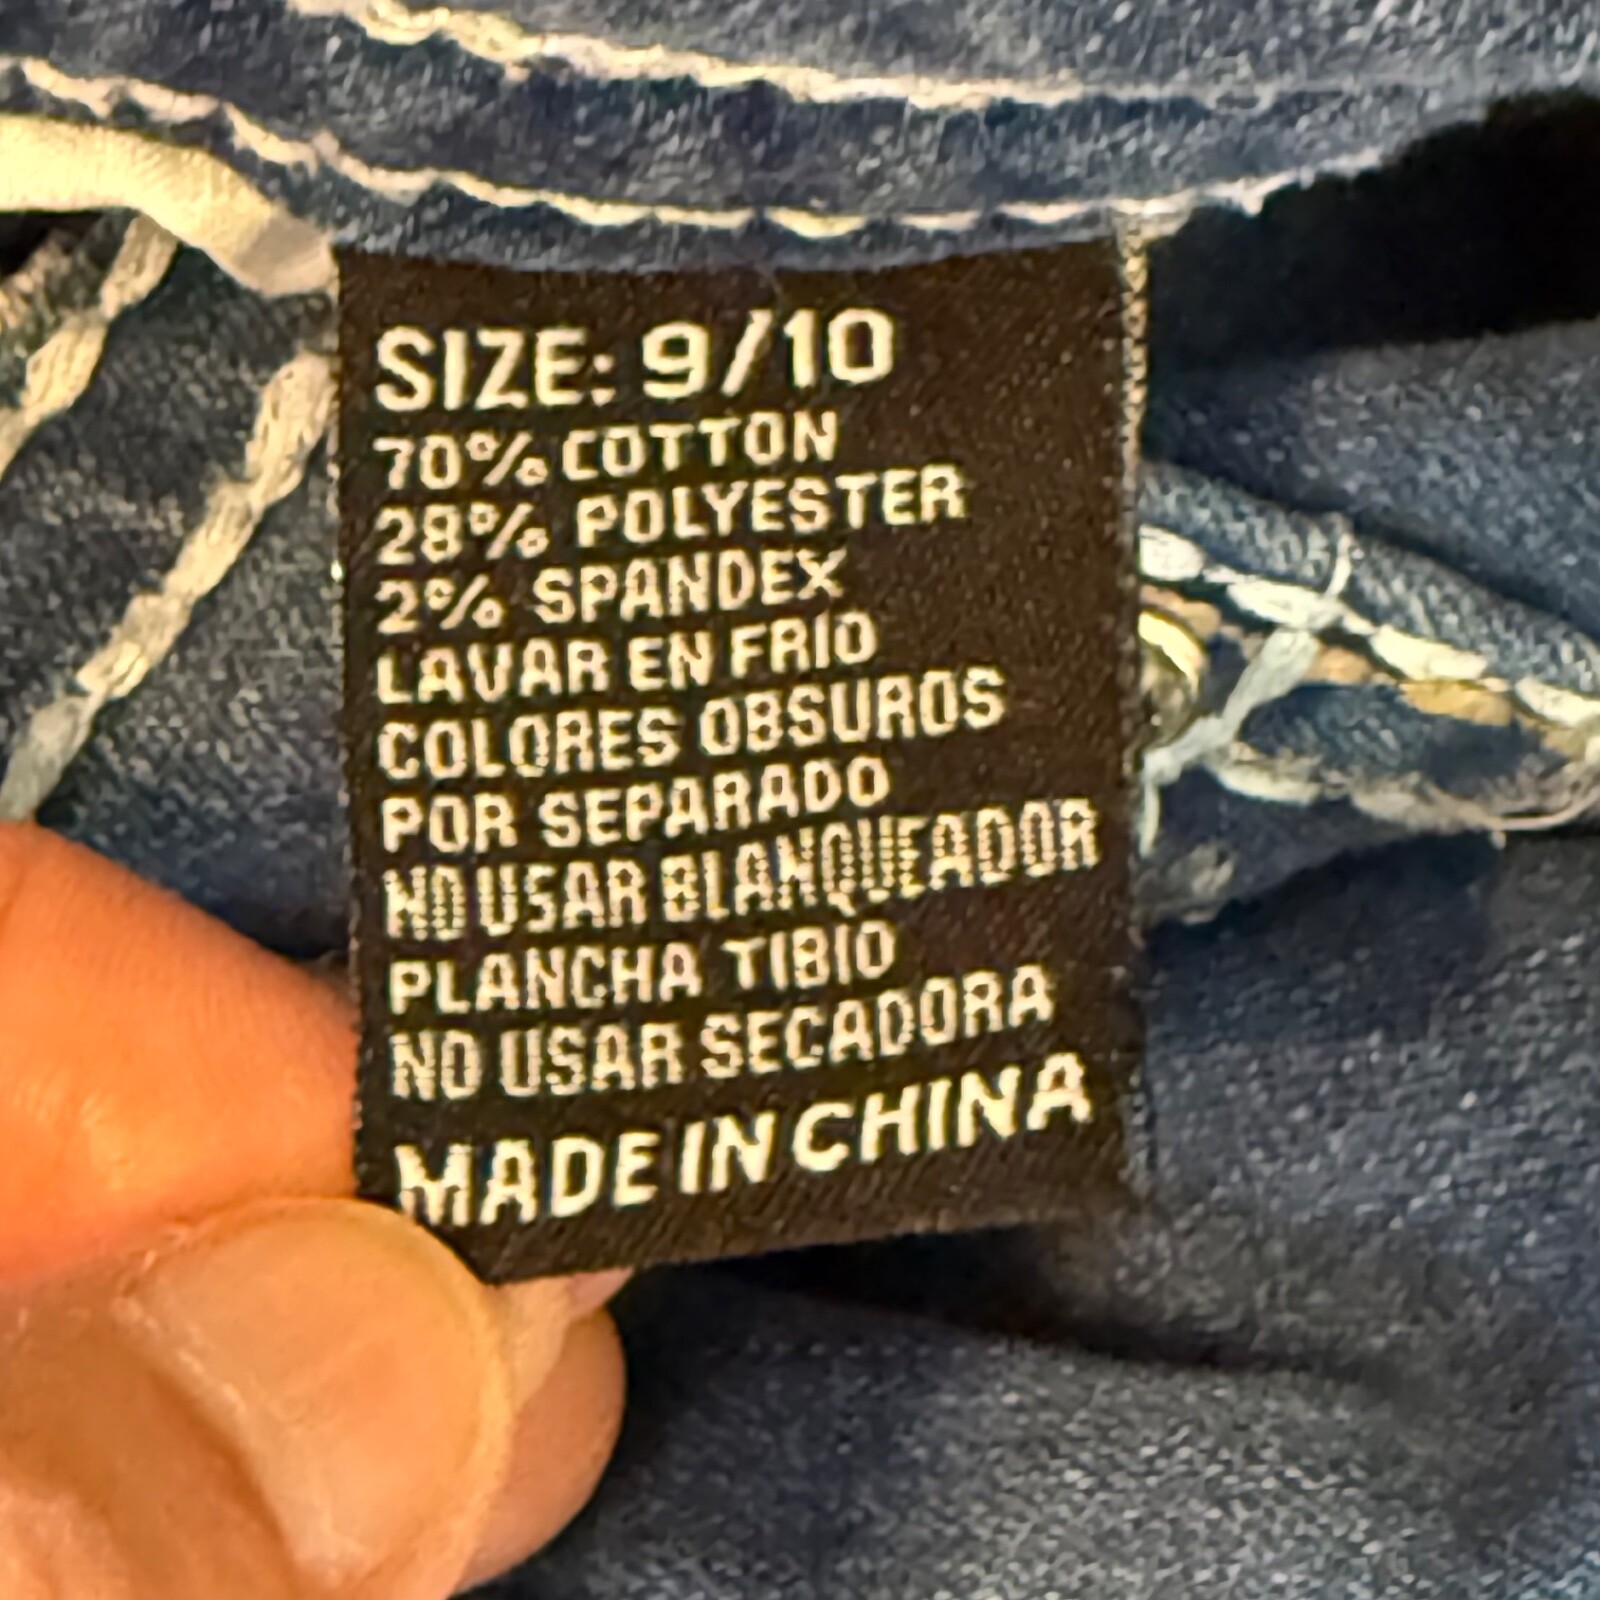 SIZE: 9/10
70% COTTON
28% POLYESTER
2% SPANDEX
LAVAR EN FRIO
COLORES OBSUROS
POR SEPARADO
NO USAR BLANQUEADOR
PLANCHA TIBIO
NO USAR SECADORA
MADE IN CHINA